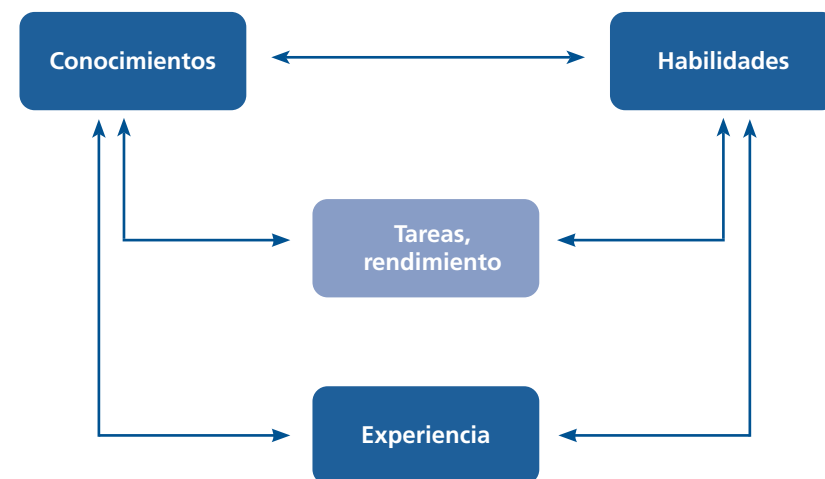 Conocimientos
Habilidades
Tareas,
rendimiento
Experiencia